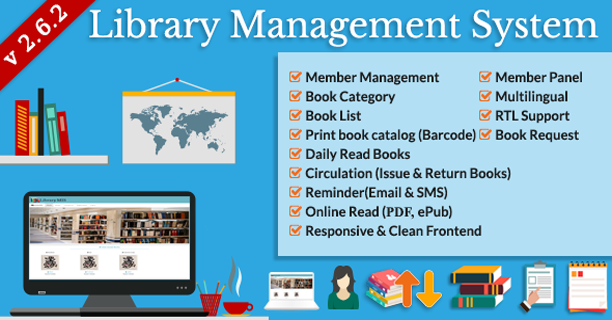 v 2.6.2
Library Management System
Member Management
Book Category
Book List
Print book catalog (Barcode)
Daily Read Books
Circulation (Issue & Return Books)
Reminder(Email & SMS)
Online Read (PDF, ePub)
Responsive & Clean Frontend
Member Panel
Multilingual
RTL Support
Book Request